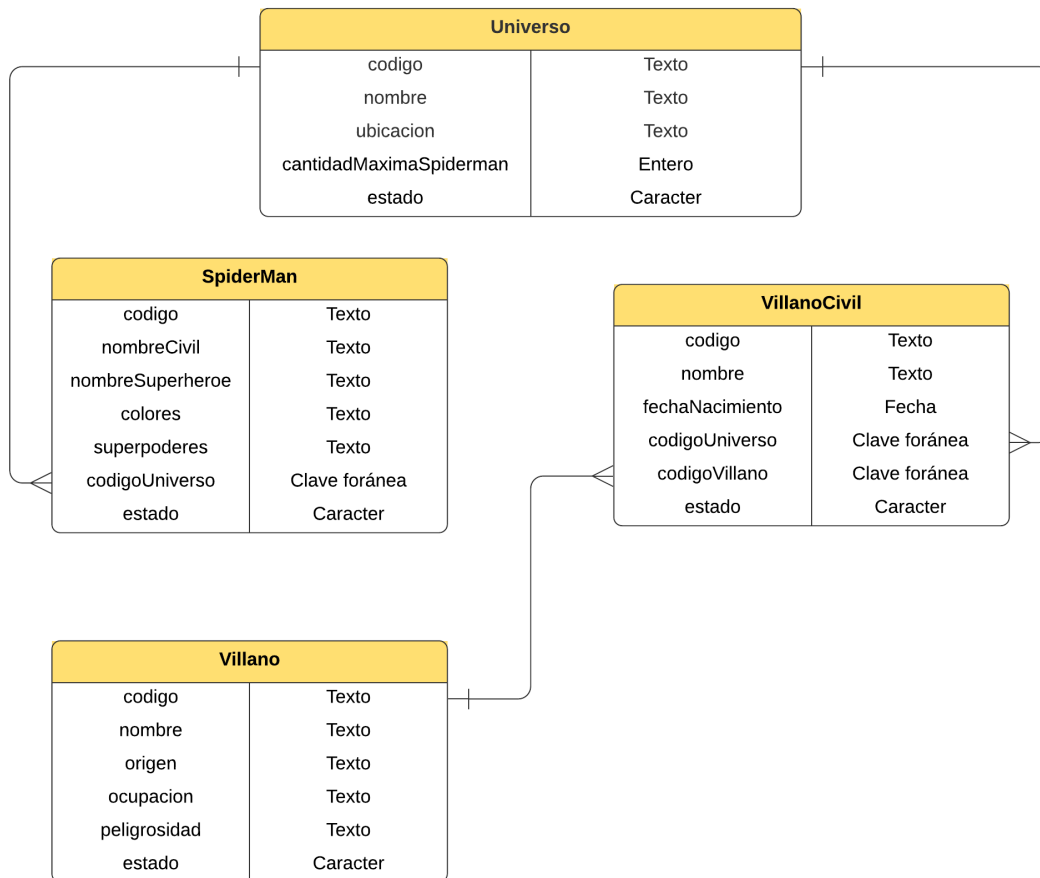 Universo
codigo Texto
nombre Texto
ubicacion Texto
cantidadMaximaSpiderman Entero
estado Caracter
SpiderMan
codigo Texto
nombreCivil Texto
nombreSuperheroe Texto
colores Texto
superpoderes Texto
codigoUniverso Clave foránea
estado Caracter
VillanoCivil
codigo Texto
nombre Texto
fechaNacimiento Fecha
codigoUniverso Clave foránea
codigoVillano Clave foránea
estado Caracter
Villano
codigo Texto
nombre Texto
origen Texto
ocupacion Texto
peligrosidad Texto
estado Caracter